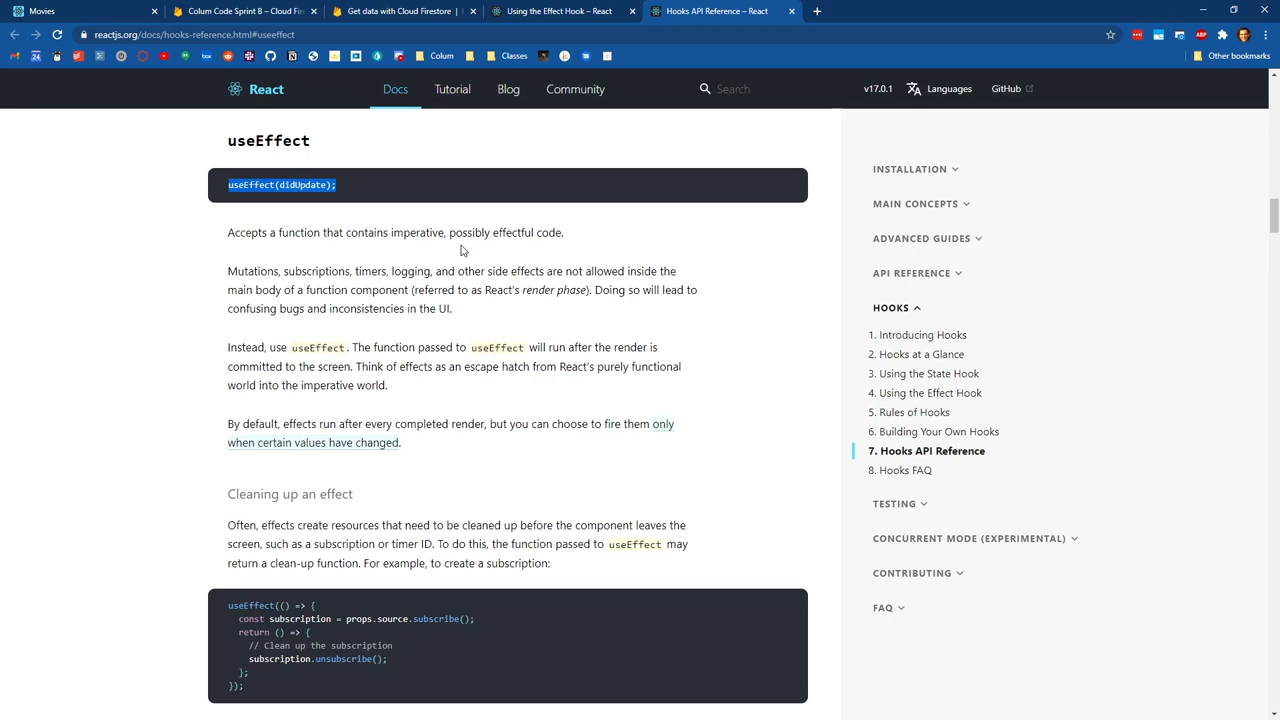 Movies
Colum Code Sprint B – Cloud Fire
Get data with Cloud Firestore |
Using the Effect Hook – React
Hooks API Reference – React
reactjs.org/docs/hooks-reference.html#useeffect
Colum
Classes
Other bookmarks
React
Docs
Tutorial
Blog
Community
Search
v17.0.1
Languages
GitHub
useEffect
useEffect(didUpdate);
Accepts a function that contains imperative, possibly effectful code.
Mutations, subscriptions, timers, logging, and other side effects are not allowed inside the
main body of a function component (referred to as React's render phase). Doing so will lead to
confusing bugs and inconsistencies in the UI.
Instead, use useEffect. The function passed to useEffect will run after the render is
committed to the screen. Think of effects as an escape hatch from React's purely functional
world into the imperative world.
By default, effects run after every completed render, but you can choose to fire them only
when certain values have changed.
Cleaning up an effect
Often, effects create resources that need to be cleaned up before the component leaves the
screen, such as a subscription or timer ID. To do this, the function passed to useEffect may
return a clean-up function. For example, to create a subscription:
useEffect(() => {
const subscription = props.source.subscribe();
return () => {
// Clean up the subscription
subscription.unsubscribe();
};
});
INSTALLATION
MAIN CONCEPTS
ADVANCED GUIDES
API REFERENCE
HOOKS
1. Introducing Hooks
2. Hooks at a Glance
3. Using the State Hook
4. Using the Effect Hook
5. Rules of Hooks
6. Building Your Own Hooks
7. Hooks API Reference
8. Hooks FAQ
TESTING
CONCURRENT MODE (EXPERIMENTAL)
CONTRIBUTING
FAQ